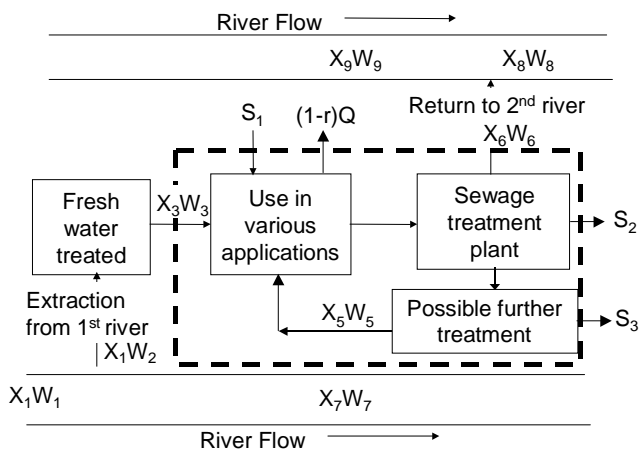 River Flow
X9W9
X8W8
Return to 2nd river
S1
(1-r)Q
X6W6
Fresh
water
treated
X3W3
Use in
various
applications
Sewage
treatment
plant
S2
Extraction
from 1st river
X1W2
X5W5
Possible further
treatment
S3
X1W1
X7W7
River Flow